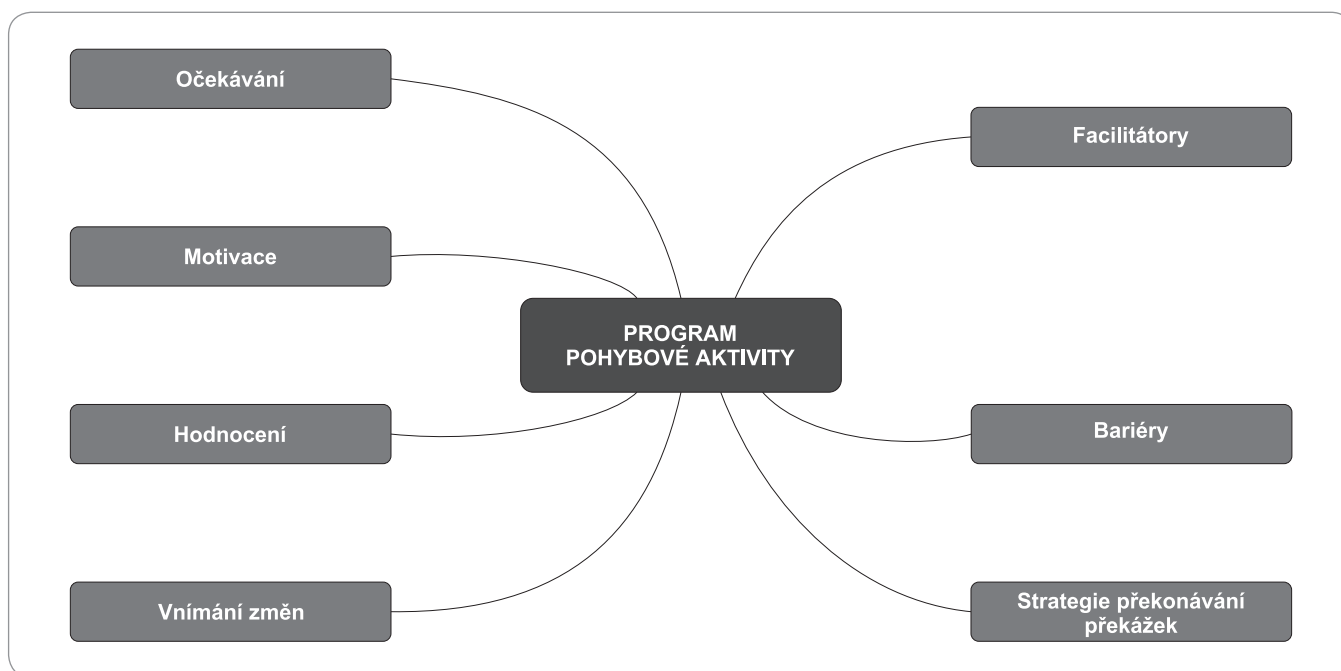 Očekávání
Motivace
Hodnocení
Vnímání změn
PROGRAM
POHYBOVÉ AKTIVITY
Facilitátory
Bariéry
Strategie překonávání
překážek